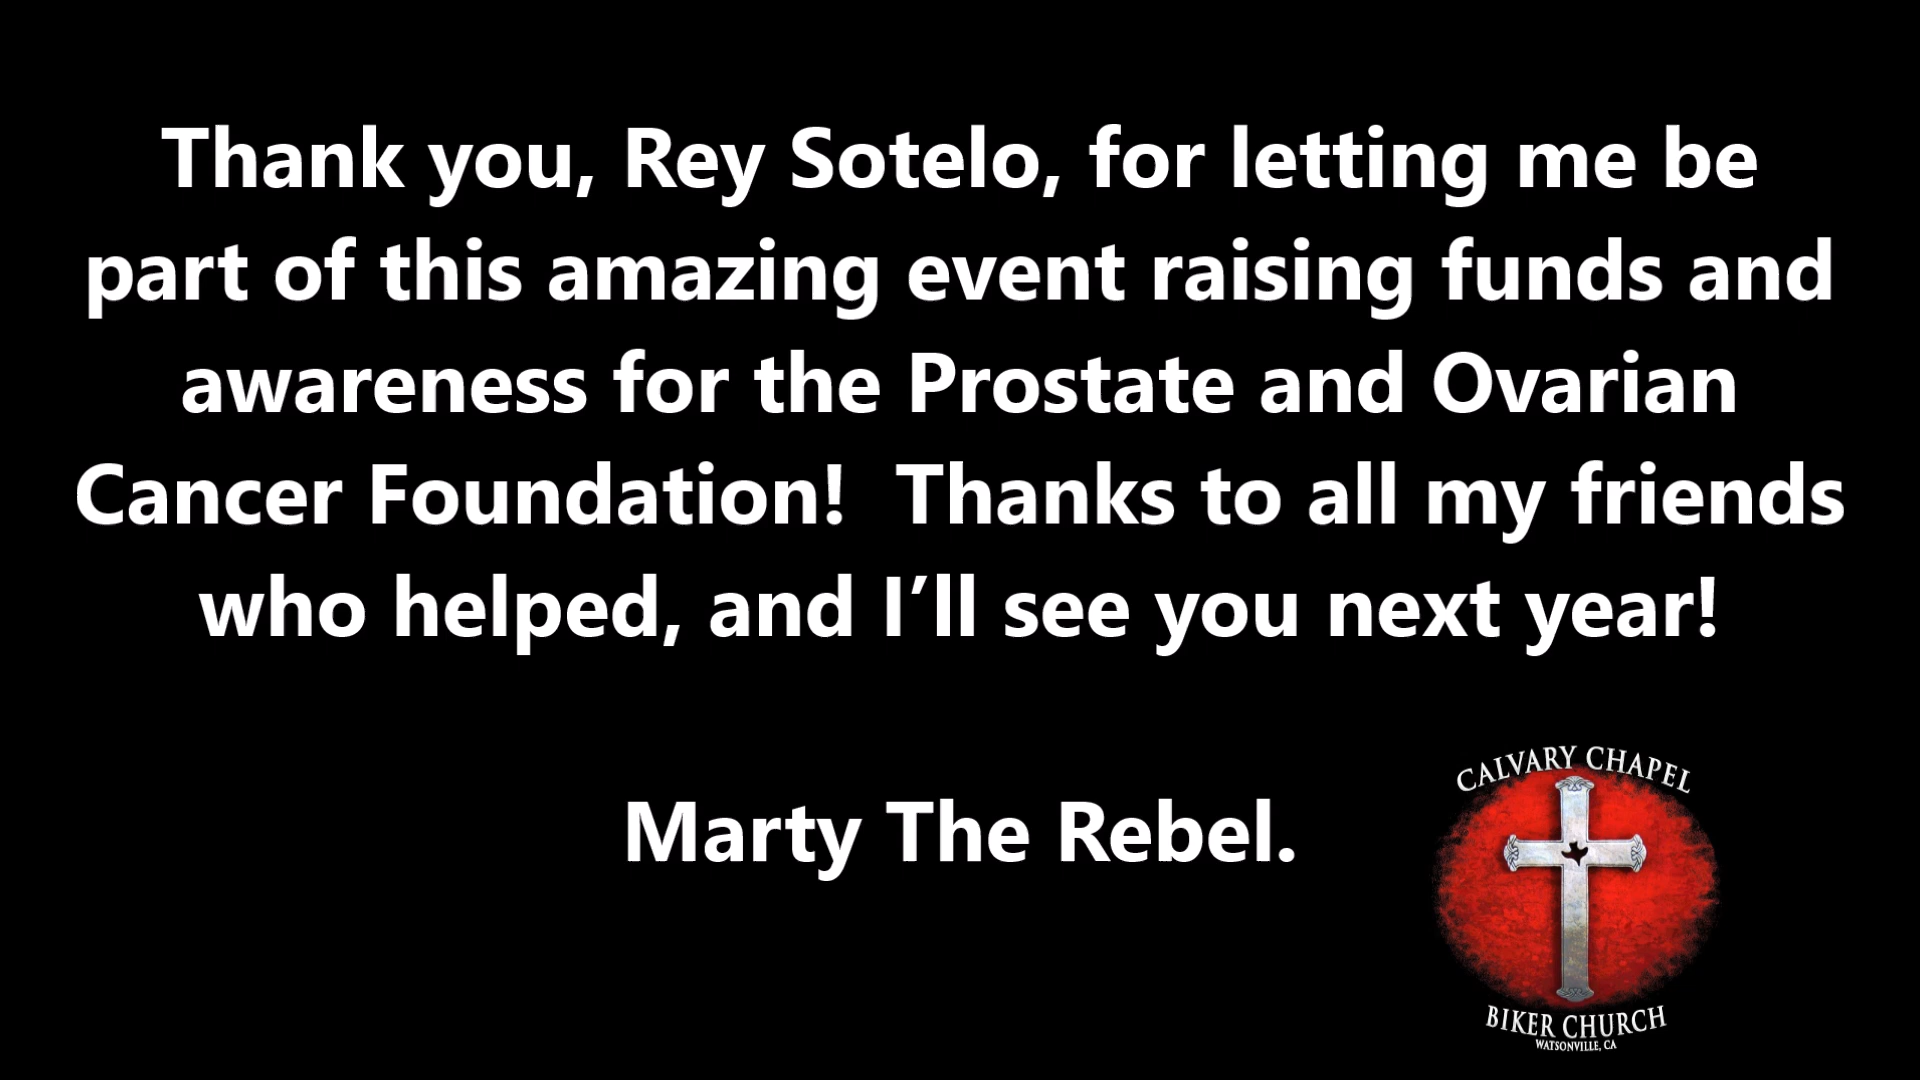 Thank you, Rey Sotelo, for letting me be
part of this amazing event raising funds and
awareness for the Prostate and Ovarian
Cancer Foundation!  Thanks to all my friends
who helped, and I’ll see you next year!
Marty The Rebel.
CALVARY CHAPEL
BIKER CHURCH
WATSONVILLE, CA